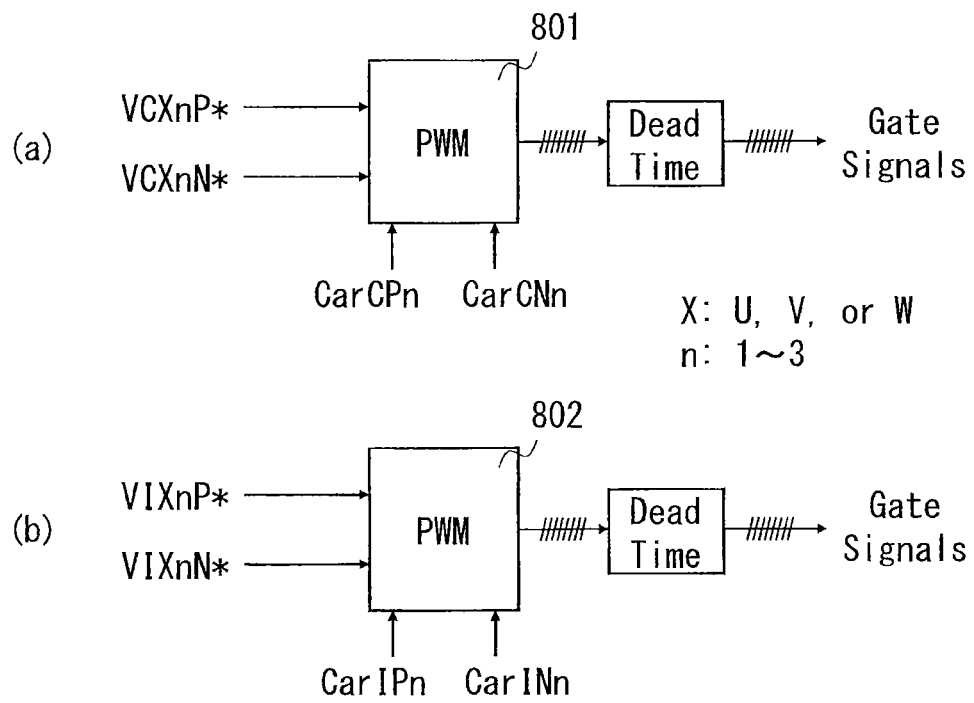 801
(a)
VCXnP*
VCXnN*
PWM
Dead
Time
Gate
Signals
CarCPn
CarCNn
X: U, V, or W
n: 1～3
802
(b)
VIXnP*
VIXnN*
PWM
Dead
Time
Gate
Signals
CarIPn
CarINn